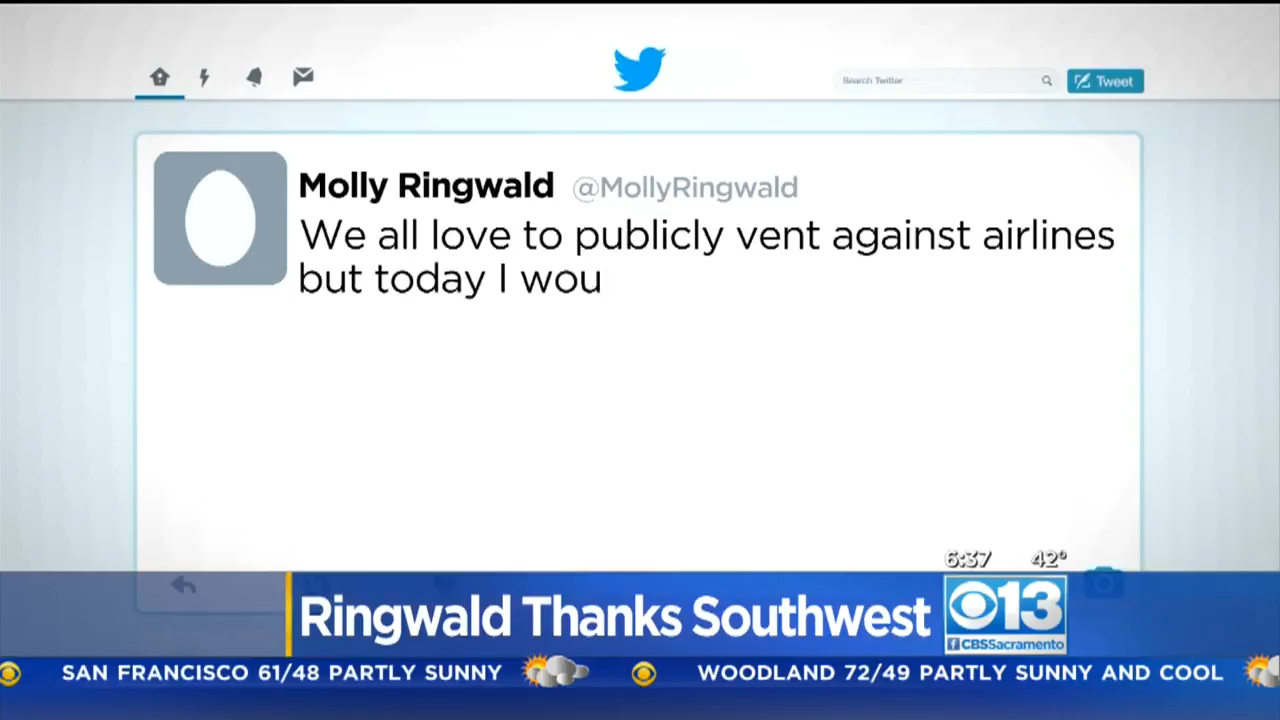 Search Twitter
Tweet
Molly Ringwald @MollyRingwald
We all love to publicly vent against airlines
but today I wou
6:37 42°
Ringwald Thanks Southwest
13
f CBSSacramento
SAN FRANCISCO 61/48 PARTLY SUNNY WOODLAND 72/49 PARTLY SUNNY AND COOL